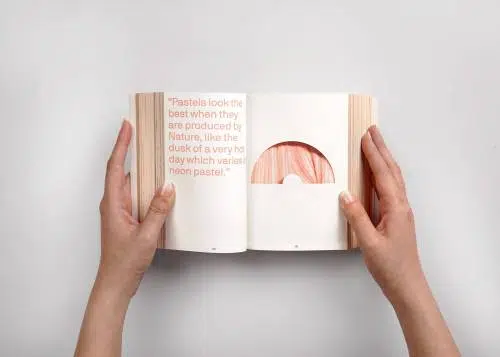 "Pastels look the
best when they
are produced by
Nature, like the
dusk of a very ho
day which varies
neon pastel."